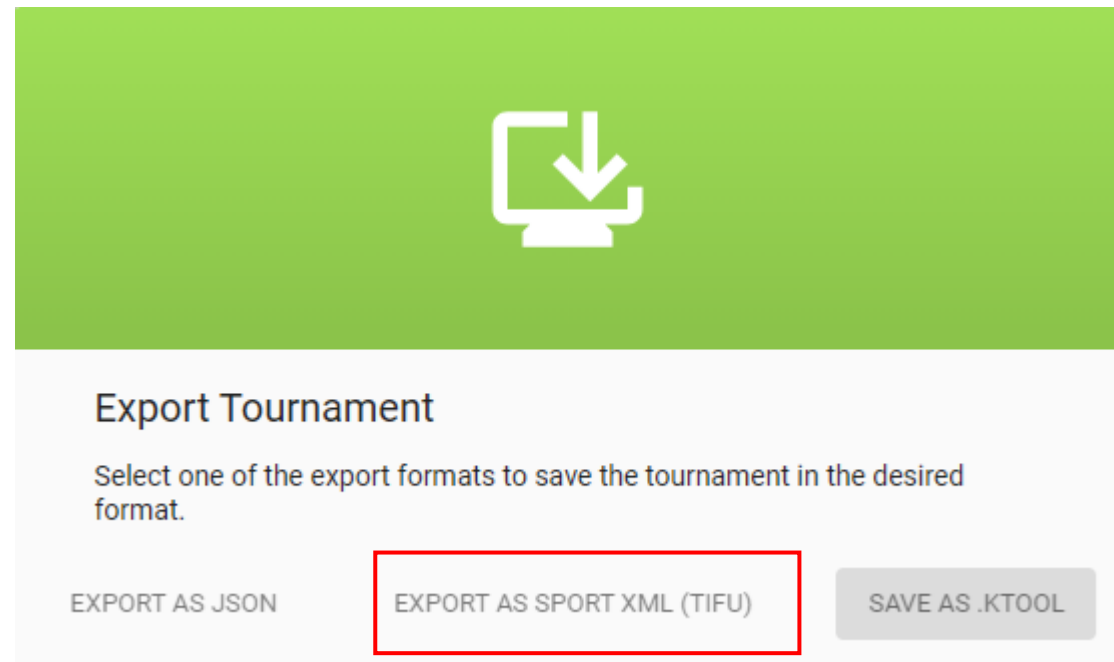 Export Tournament
Select one of the export formats to save the tournament in the desired
format.
EXPORT AS JSON
EXPORT AS SPORT XML (TIFU)
SAVE AS .KTOOL